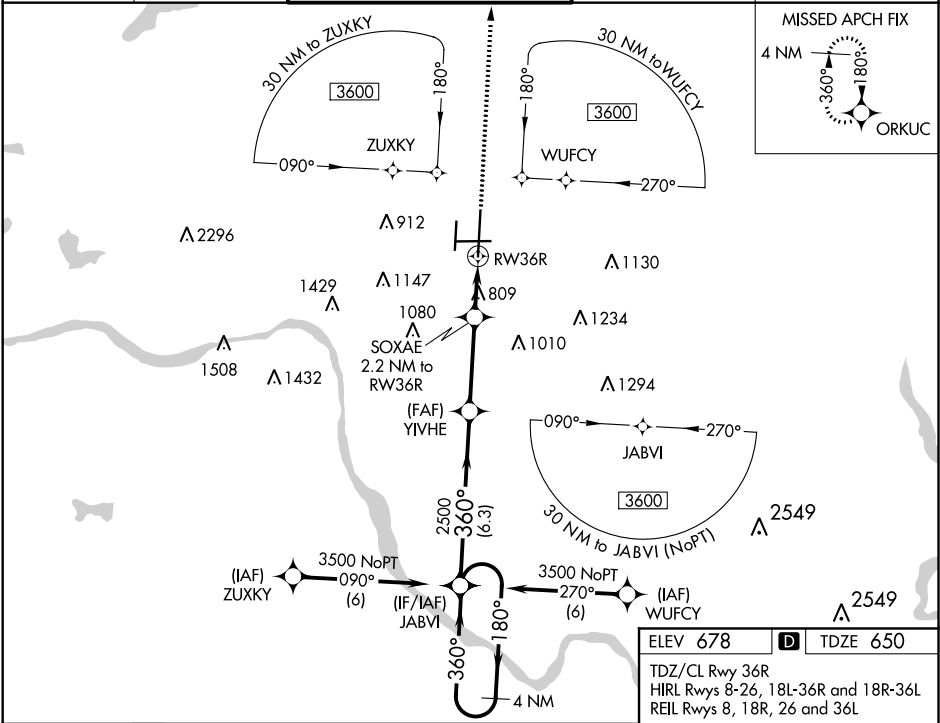 MISSED APCH FIX
4 NM
360°
180°
ORKUC
30 NM to ZUXKY
3600
180°
ZUXKY
090°
30 NM to WUFCY
3600
180°
WUFCY
270°
2296
912
RW36R
1130
1147
1429
809
1080
1234
SOXAE
2.2 NM to
RW36R
1010
1508
1432
1294
(FAF)
YIVHE
090°
270°
JABVI
3600
30 NM to JABVI (NoPT)
2549
2500
360°
(6.3)
(IAF)
ZUXKY
3500 NoPT
090°
(6)
(IF/IAF)
JABVI
3500 NoPT
270°
(6)
(IAF)
WUFCY
2549
360°
180°
4 NM
ELEV 678 D TDZE 650
TDZ/CL Rwy 36R
HIRL Rwys 8-26, 18L-36R and 18R-36L
REIL Rwys 8, 18R, 26 and 36L